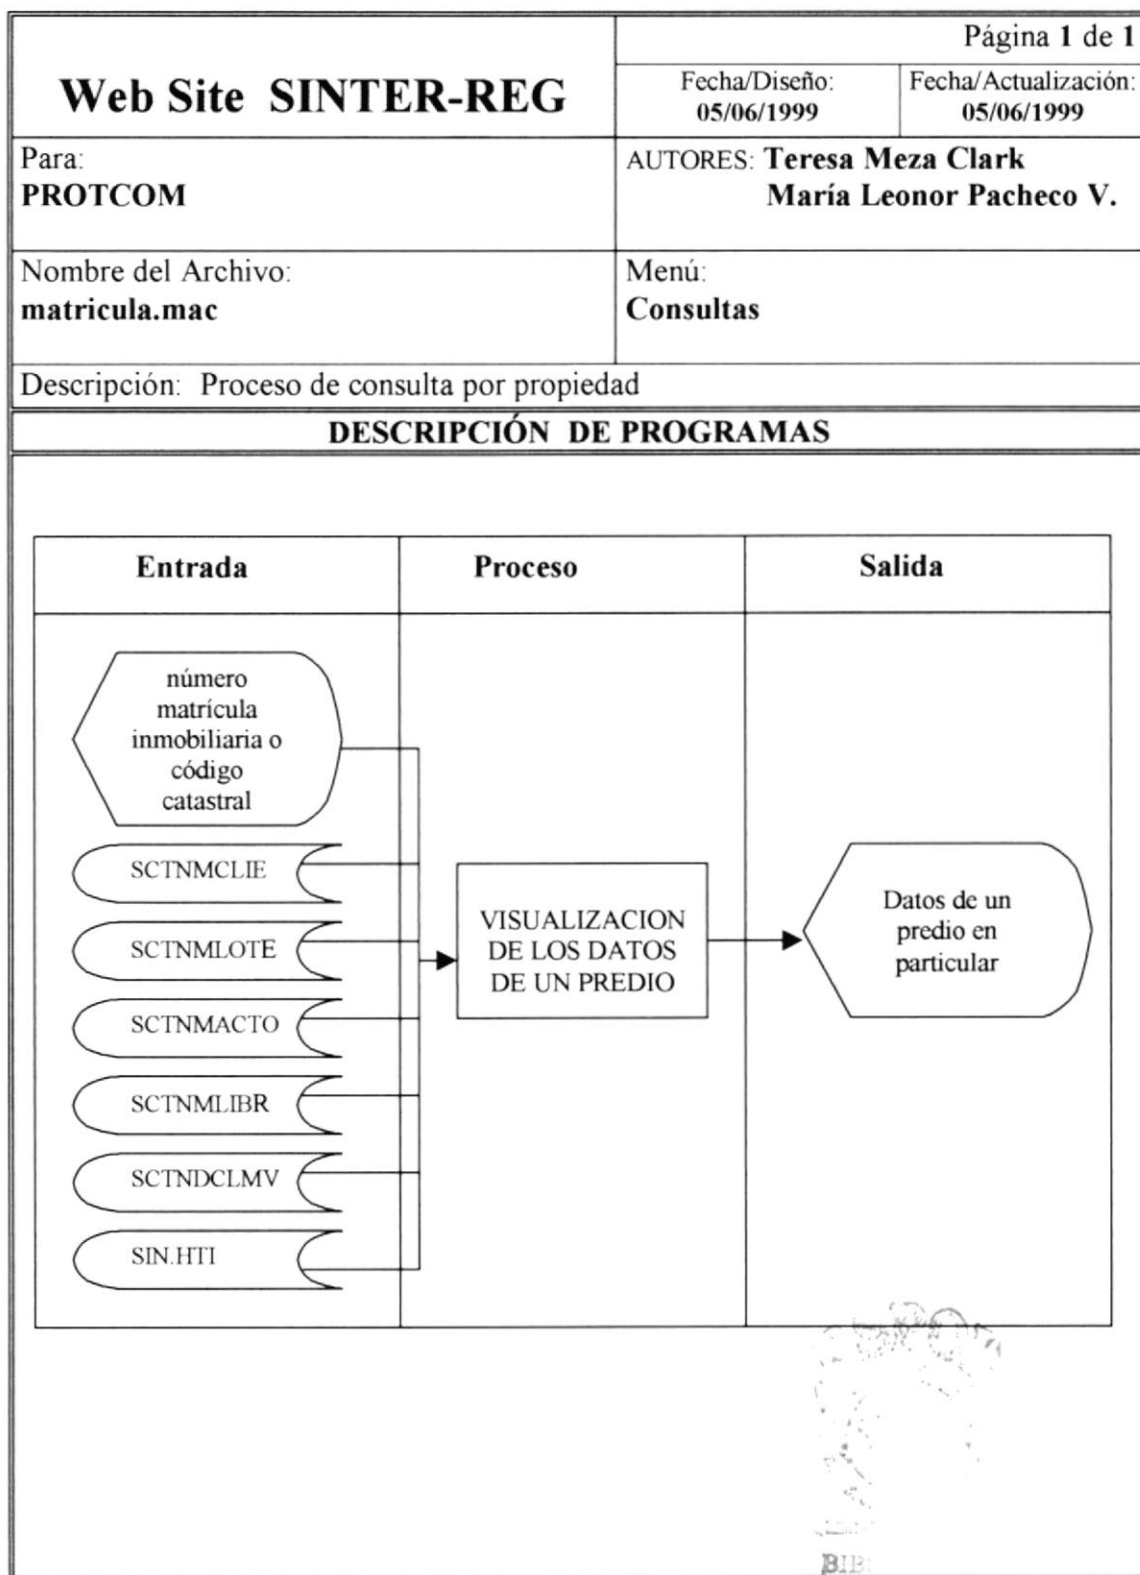 Página 1 de 1
Web Site SINTER-REG
Fecha/Diseño:
05/06/1999
Fecha/Actualización:
05/06/1999
Para:
PROTCOM
AUTORES: Teresa Meza Clark
María Leonor Pacheco V.
Nombre del Archivo:
matricula.mac
Menú:
Consultas
Descripción: Proceso de consulta por propiedad
DESCRIPCIÓN DE PROGRAMAS
Entrada
Proceso
Salida
número
matrícula
inmobiliaria o
código
catastral
SCTNMCLIE
SCTNMLOTE
SCTNMACTO
SCTNMLIBR
SCTNDCLMV
SIN.HTI
VISUALIZACION
DE LOS DATOS
DE UN PREDIO
Datos de un
predio en
particular
BIB